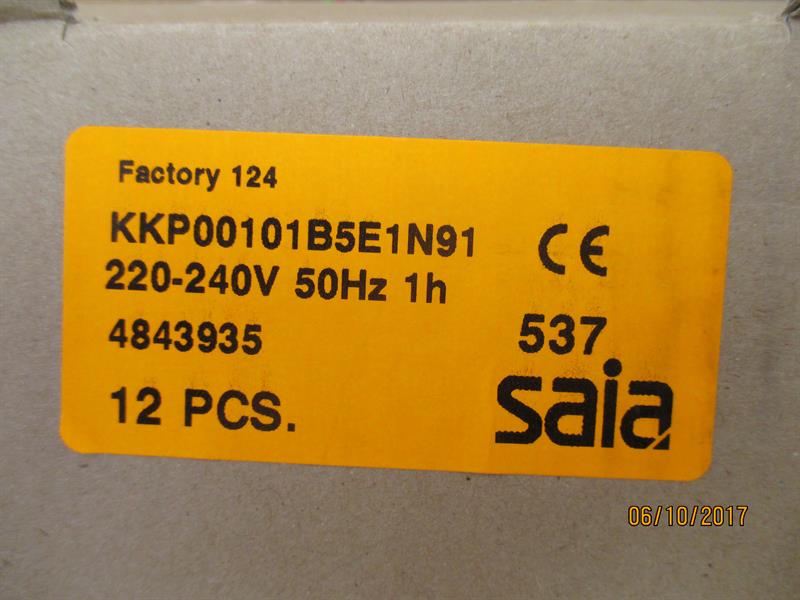 Factory 124
KKP00101B5E1N91
CE
220-240V 50Hz 1h
4843935
537
12 PCS.
saia
06/10/2017